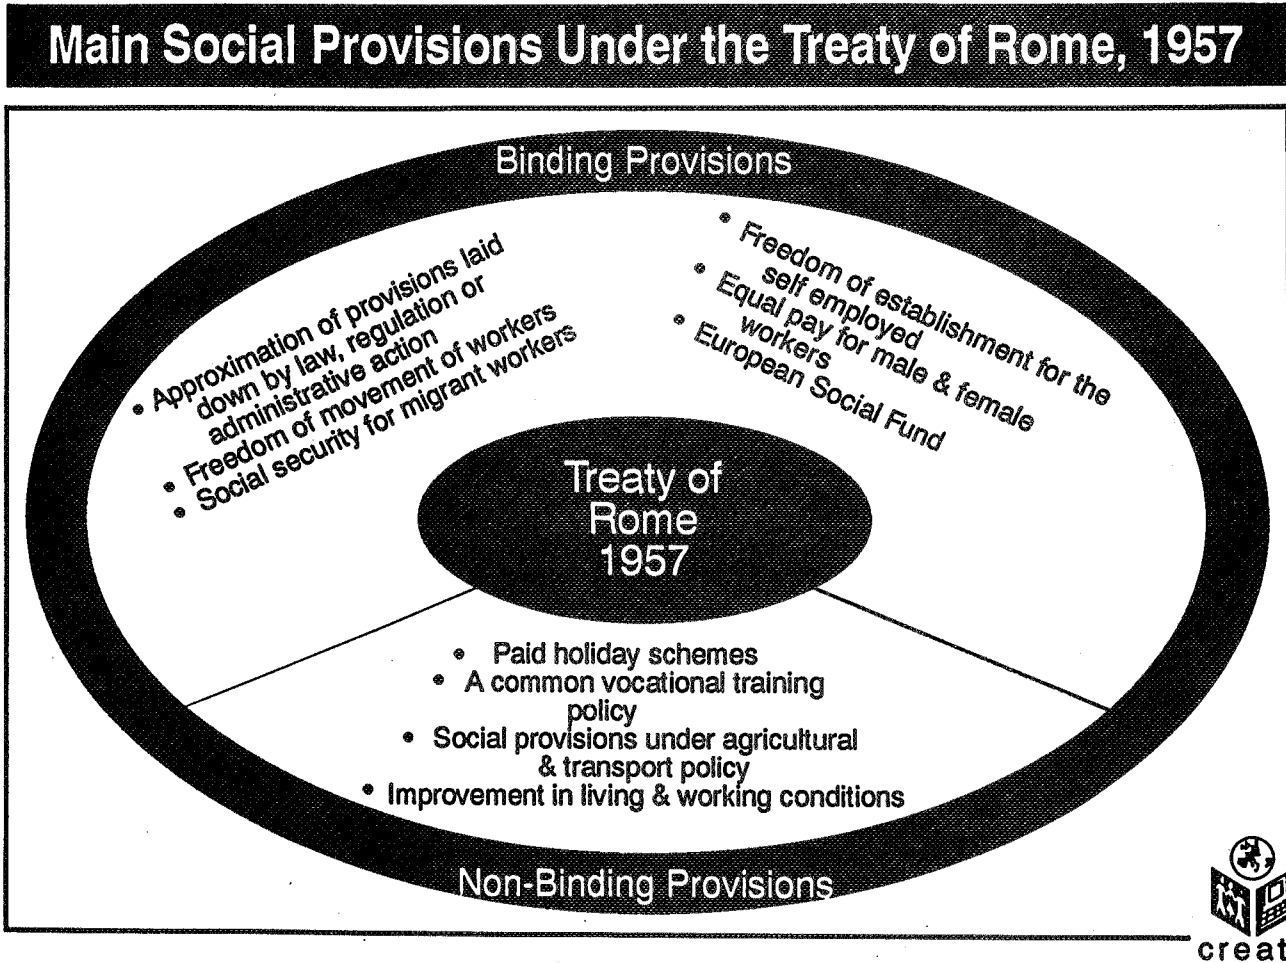 Main Social Provisions Under the Treaty of Rome, 1957
Binding Provisions
• Approximation of provisions laid
down by law, regulation or
administrative action
• Freedom of movement of workers
• Social security for migrant workers
• Freedom of establishment for the
self employed
• Equal pay for male & female
workers
• European Social Fund
Treaty of
Rome
1957
• Paid holiday schemes
• A common vocational training
policy
• Social provisions under agricultural
& transport policy
• Improvement in living & working conditions
Non-Binding Provisions
creat